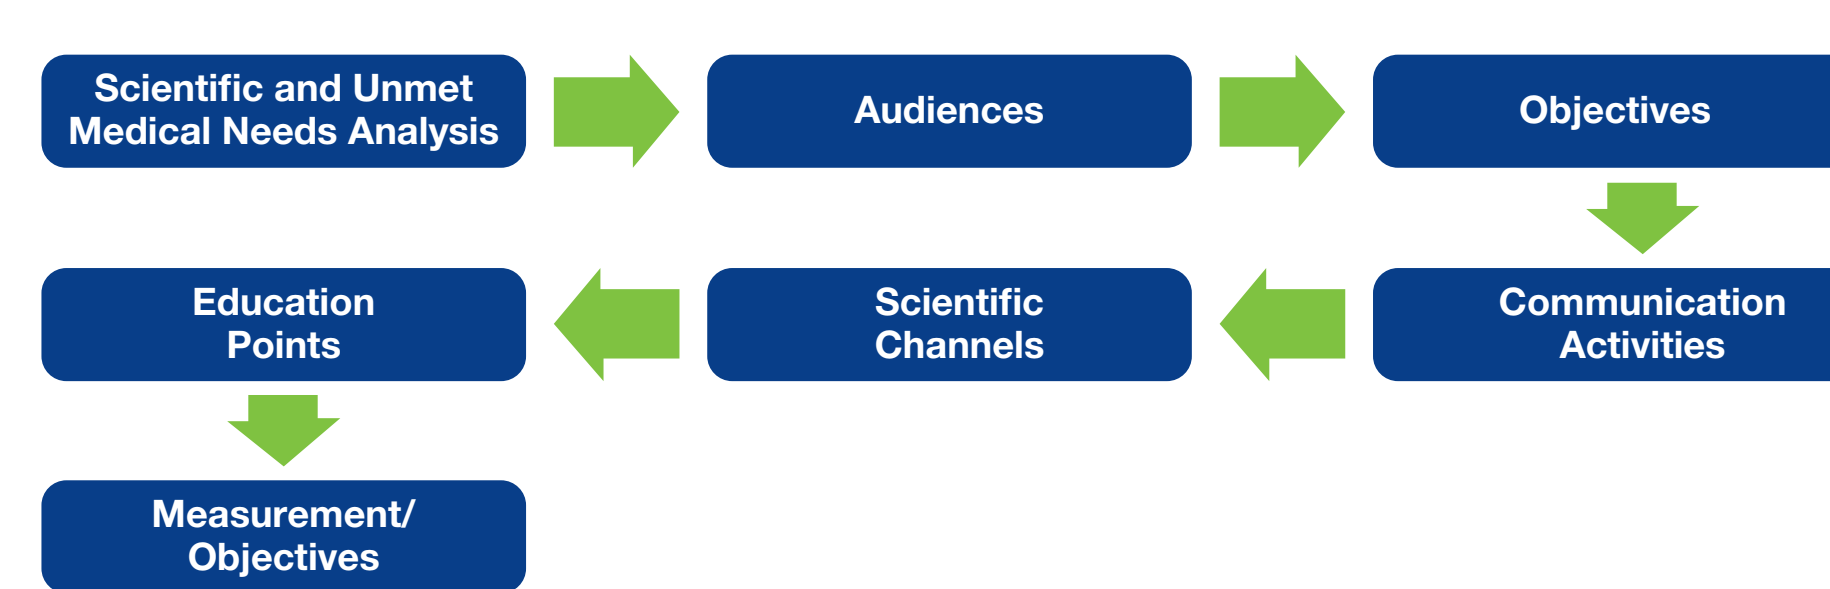 Scientific and Unmet
Medical Needs Analysis
Audiences
Objectives
Communication
Activities
Scientific
Channels
Education
Points
Measurement/
Objectives